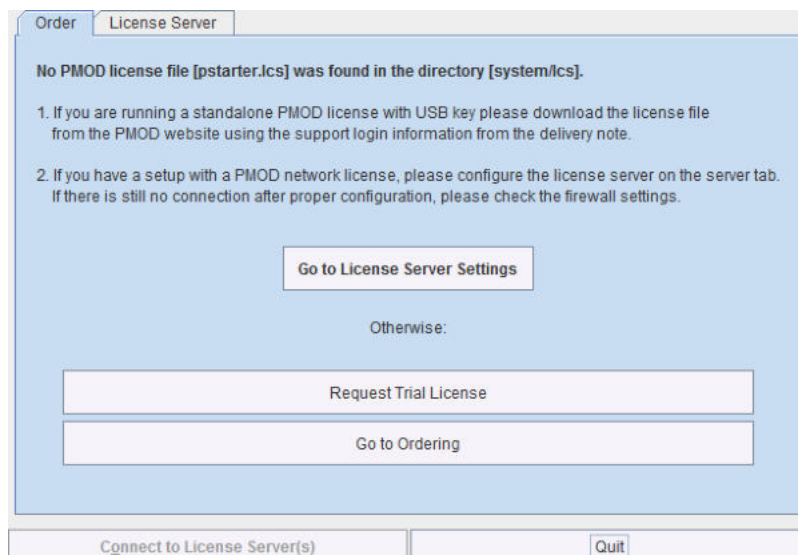 Order
License Server
No PMOD license file [pstarter.lcs] was found in the directory [system/lcs].
1. If you are running a standalone PMOD license with USB key please download the license file
from the PMOD website using the support login information from the delivery note.
2. If you have a setup with a PMOD network license, please configure the license server on the server tab.
If there is still no connection after proper configuration, please check the firewall settings.
Go to License Server Settings
Otherwise:
Request Trial License
Go to Ordering
Connect to License Server(s)
Quit